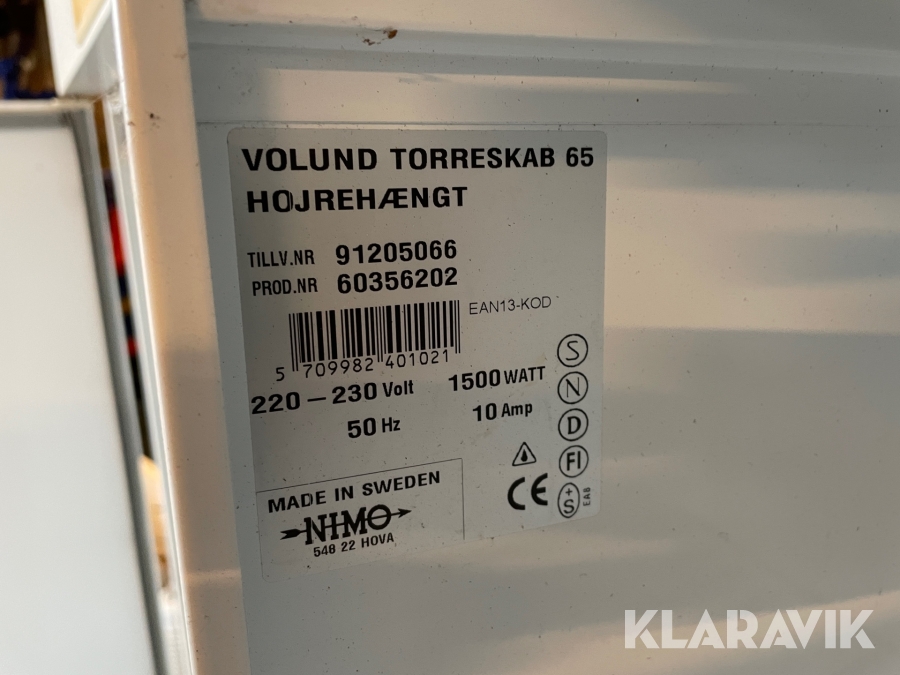 VOLUND TORRESKAB 65
HOJREHÆNGT
TILLV.NR 91205066
PROD.NR 60356202
EAN13-KOD
5 709982 401021
220 – 230 Volt 1500 WATT
50 Hz 10 Amp
S
N
D
FI
+S
EAB
CE
MADE IN SWEDEN
NIMO
548 22 HOVA
KLARAVIK